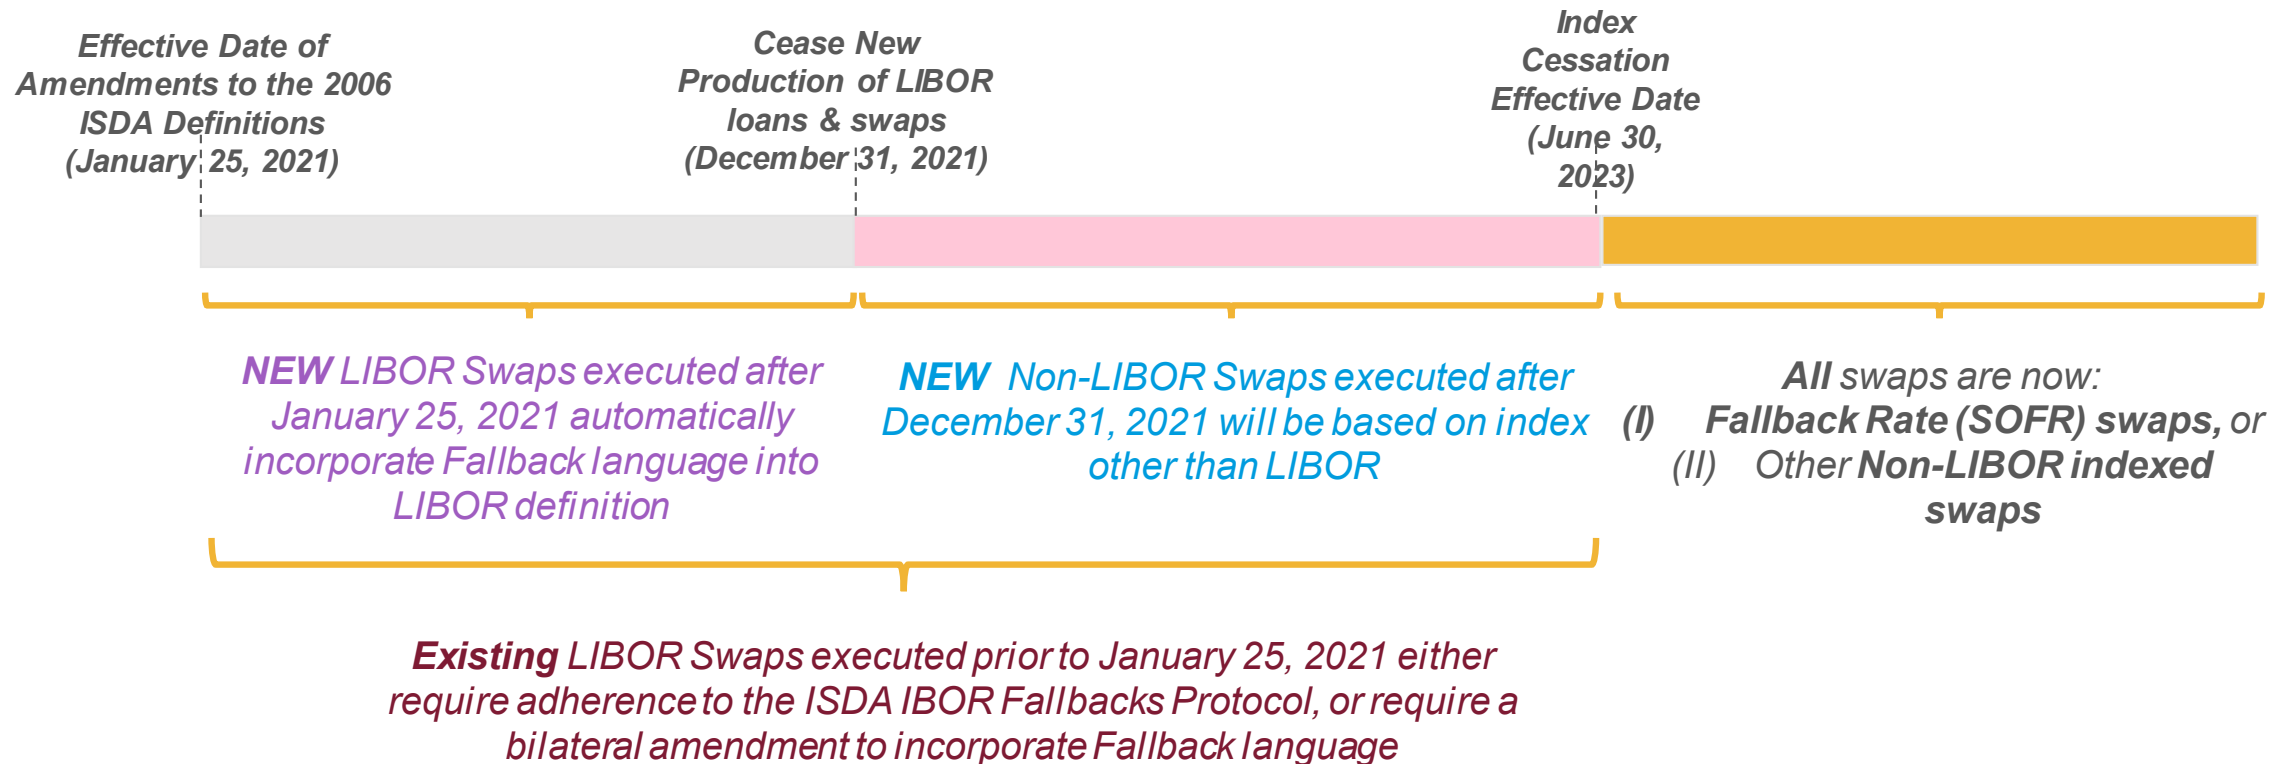 Effective Date of
Amendments to the 2006
ISDA Definitions
(January 25, 2021)
Cease New
Production of LIBOR
loans & swaps
(December 31, 2021)
Index
Cessation
Effective Date
(June 30,
2023)
NEW LIBOR Swaps executed after
January 25, 2021 automatically
incorporate Fallback language into
LIBOR definition
NEW Non-LIBOR Swaps executed after
December 31, 2021 will be based on index
other than LIBOR
All swaps are now:
(I) Fallback Rate (SOFR) swaps, or
(II) Other Non-LIBOR indexed
swaps
Existing LIBOR Swaps executed prior to January 25, 2021 either
require adherence to the ISDA IBOR Fallbacks Protocol, or require a
bilateral amendment to incorporate Fallback language